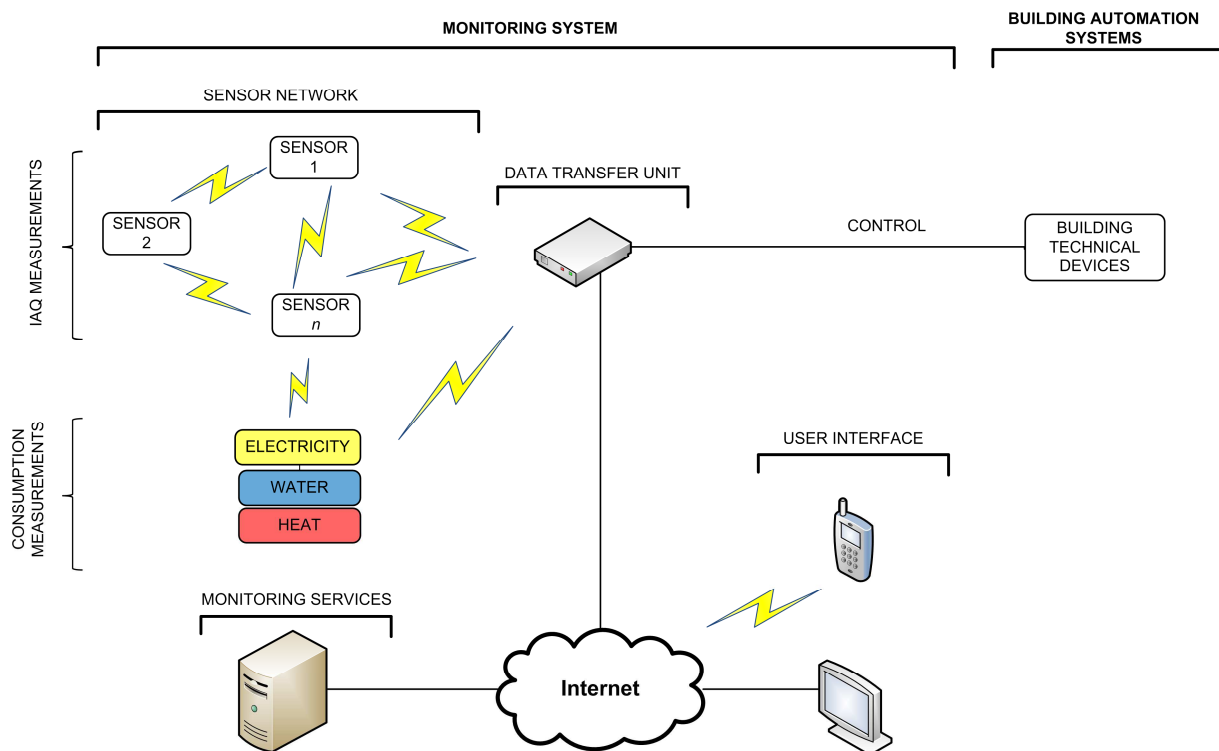 MONITORING SYSTEM
BUILDING AUTOMATION
SYSTEMS
SENSOR NETWORK
IAQ MEASUREMENTS
SENSOR
1
SENSOR
2
SENSOR
n
DATA TRANSFER UNIT
CONTROL
BUILDING
TECHNICAL
DEVICES
CONSUMPTION
MEASUREMENTS
ELECTRICITY
WATER
HEAT
USER INTERFACE
MONITORING SERVICES
Internet